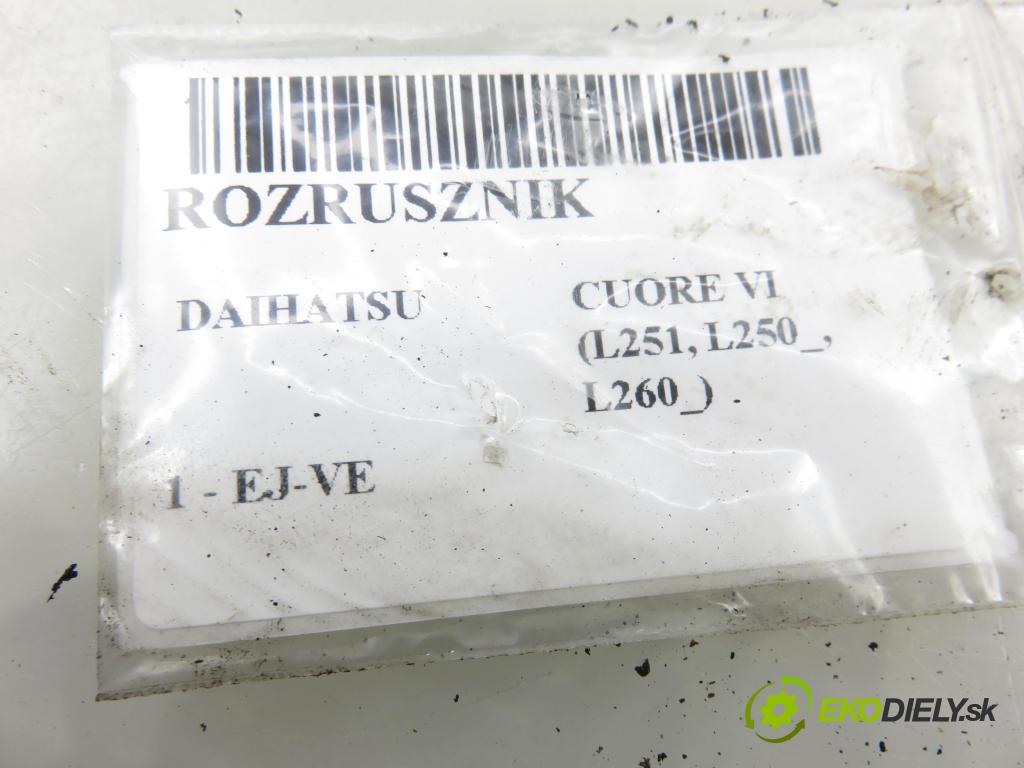 ROZRUSZNIK
DAIHATSU
CUORE VI
(L251, L250_,
L260_)
1 - EJ-VE
EKODIELY.sk